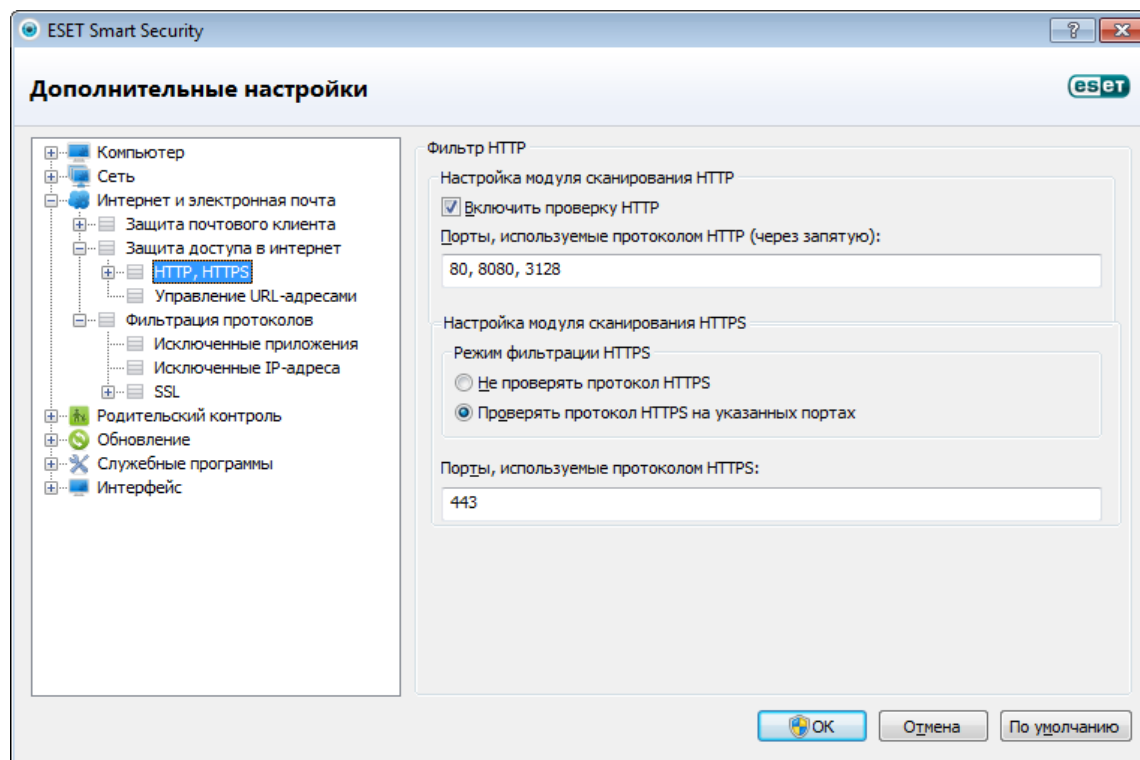 ESET Smart Security
Дополнительные настройки
eseT
Компьютер
Сеть
Интернет и электронная почта
Защита почтового клиента
Защита доступа в интернет
HTTP, HTTPS
Управление URL-адресами
Фильтрация протоколов
Исключенные приложения
Исключенные IP-адреса
SSL
Родительский контроль
Обновление
Служебные программы
Интерфейс
Фильтр HTTP
Настройка модуля сканирования HTTP
Включить проверку HTTP
Порты, используемые протоколом HTTP (через запятую):
80, 8080, 3128
Настройка модуля сканирования HTTPS
Режим фильтрации HTTPS
Не проверять протокол HTTPS
Проверять протокол HTTPS на указанных портах
Порты, используемые протоколом HTTPS:
443
ОК
Отмена
По умолчанию